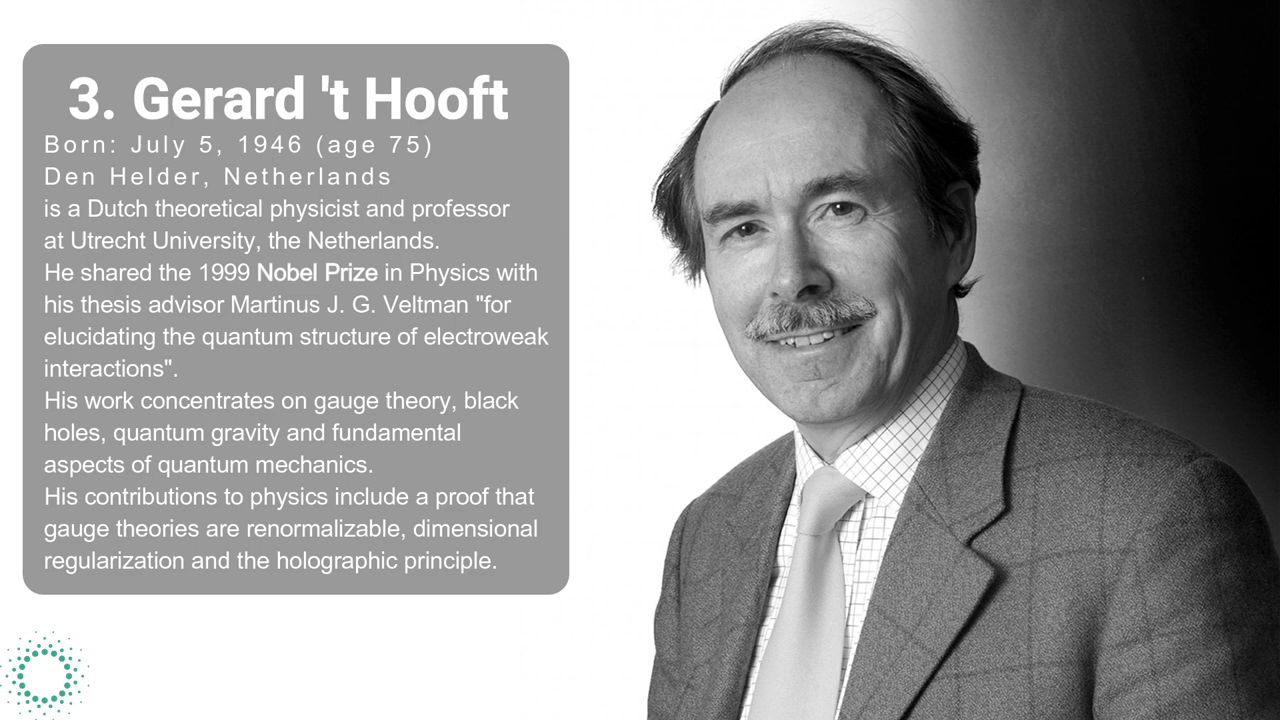 3. Gerard 't Hooft
Born: July 5, 1946 (age 75)
Den Helder, Netherlands
is a Dutch theoretical physicist and professor
at Utrecht University, the Netherlands.
He shared the 1999 Nobel Prize in Physics with
his thesis advisor Martinus J. G. Veltman "for
elucidating the quantum structure of electroweak
interactions".
His work concentrates on gauge theory, black
holes, quantum gravity and fundamental
aspects of quantum mechanics.
His contributions to physics include a proof that
gauge theories are renormalizable, dimensional
regularization and the holographic principle.